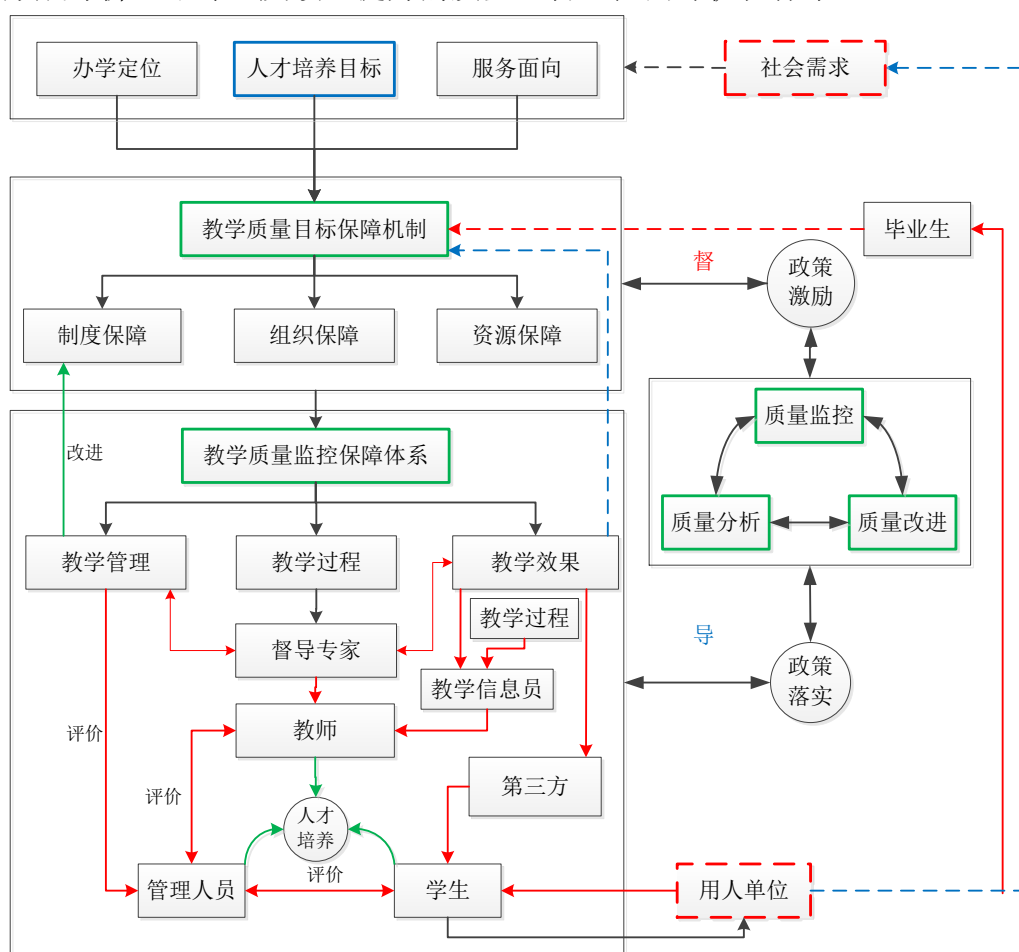 办学定位
人才培养目标
服务面向
社会需求
教学质量目标保障机制
毕业生
督
政策
激励
制度保障
组织保障
资源保障
质量监控
改进
教学质量监控保障体系
质量分析
质量改进
教学管理
教学过程
教学效果
教学过程
督导专家
导
政策
落实
教学信息员
评价
教师
第三方
评价
人才
培养
评价
管理人员
学生
用人单位